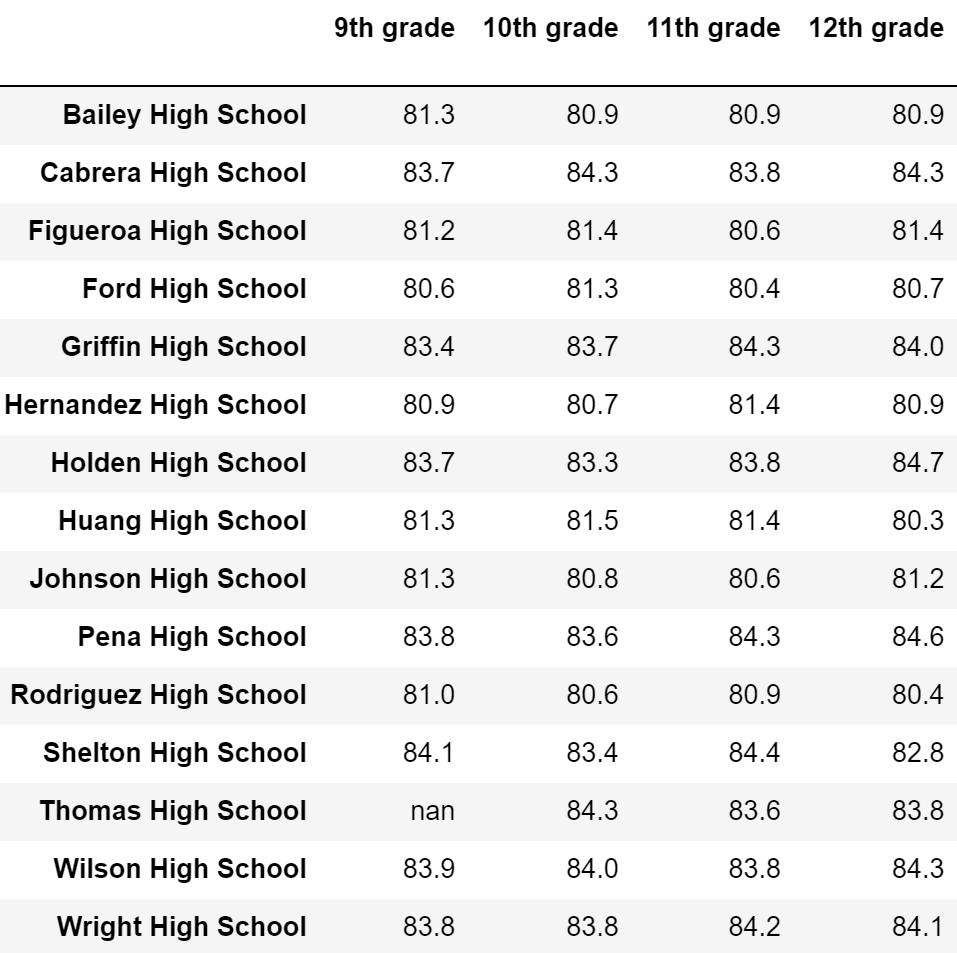 9th grade 10th grade 11th grade 12th grade
Bailey High School 81.3 80.9 80.9 80.9
Cabrera High School 83.7 84.3 83.8 84.3
Figueroa High School 81.2 81.4 80.6 81.4
Ford High School 80.6 81.3 80.4 80.7
Griffin High School 83.4 83.7 84.3 84.0
Hernandez High School 80.9 80.7 81.4 80.9
Holden High School 83.7 83.3 83.8 84.7
Huang High School 81.3 81.5 81.4 80.3
Johnson High School 81.3 80.8 80.6 81.2
Pena High School 83.8 83.6 84.3 84.6
Rodriguez High School 81.0 80.6 80.9 80.4
Shelton High School 84.1 83.4 84.4 82.8
Thomas High School nan 84.3 83.6 83.8
Wilson High School 83.9 84.0 83.8 84.3
Wright High School 83.8 83.8 84.2 84.1